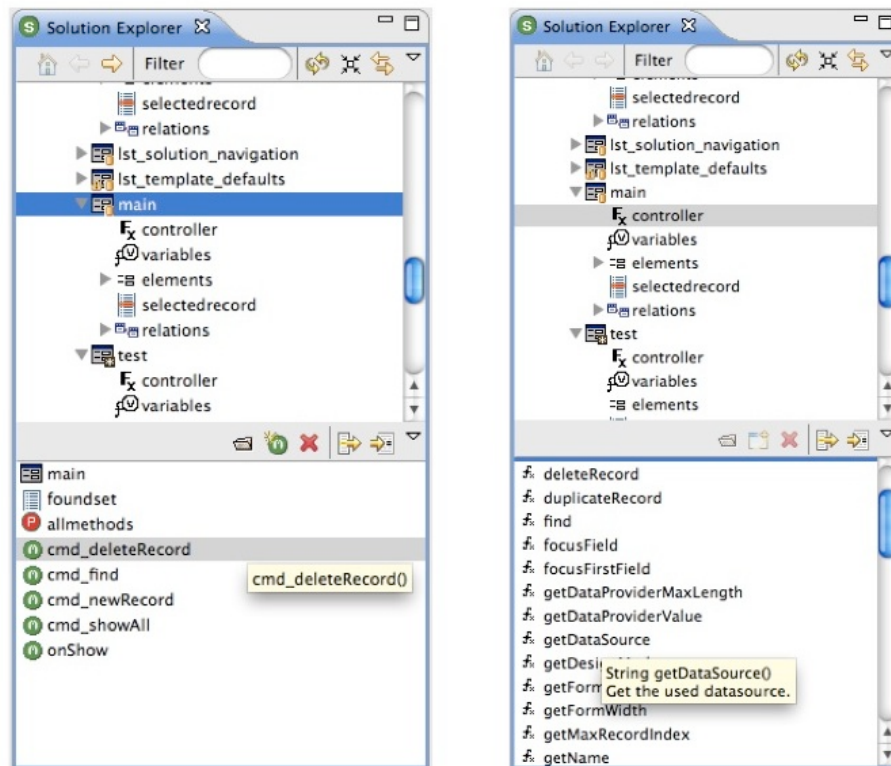 Solution Explorer
Filter
elements
selectedrecord
relations
lst_solution_navigation
lst_template_defaults
main
controller
variables
elements
selectedrecord
relations
test
controller
variables
main
foundset
allmethods
cmd_deleteRecord
cmd_find
cmd_deleteRecord()
cmd_newRecord
cmd_showAll
onShow
Solution Explorer
Filter
selectedrecord
relations
lst_solution_navigation
lst_template_defaults
main
controller
variables
elements
selectedrecord
relations
test
controller
variables
elements
deleteRecord
duplicateRecord
find
focusField
focusFirstField
getDataProviderMaxLength
getDataProviderValue
getDataSource
String getDataSource()
Get the used datasource.
getFormWidth
getMaxRecordIndex
getName